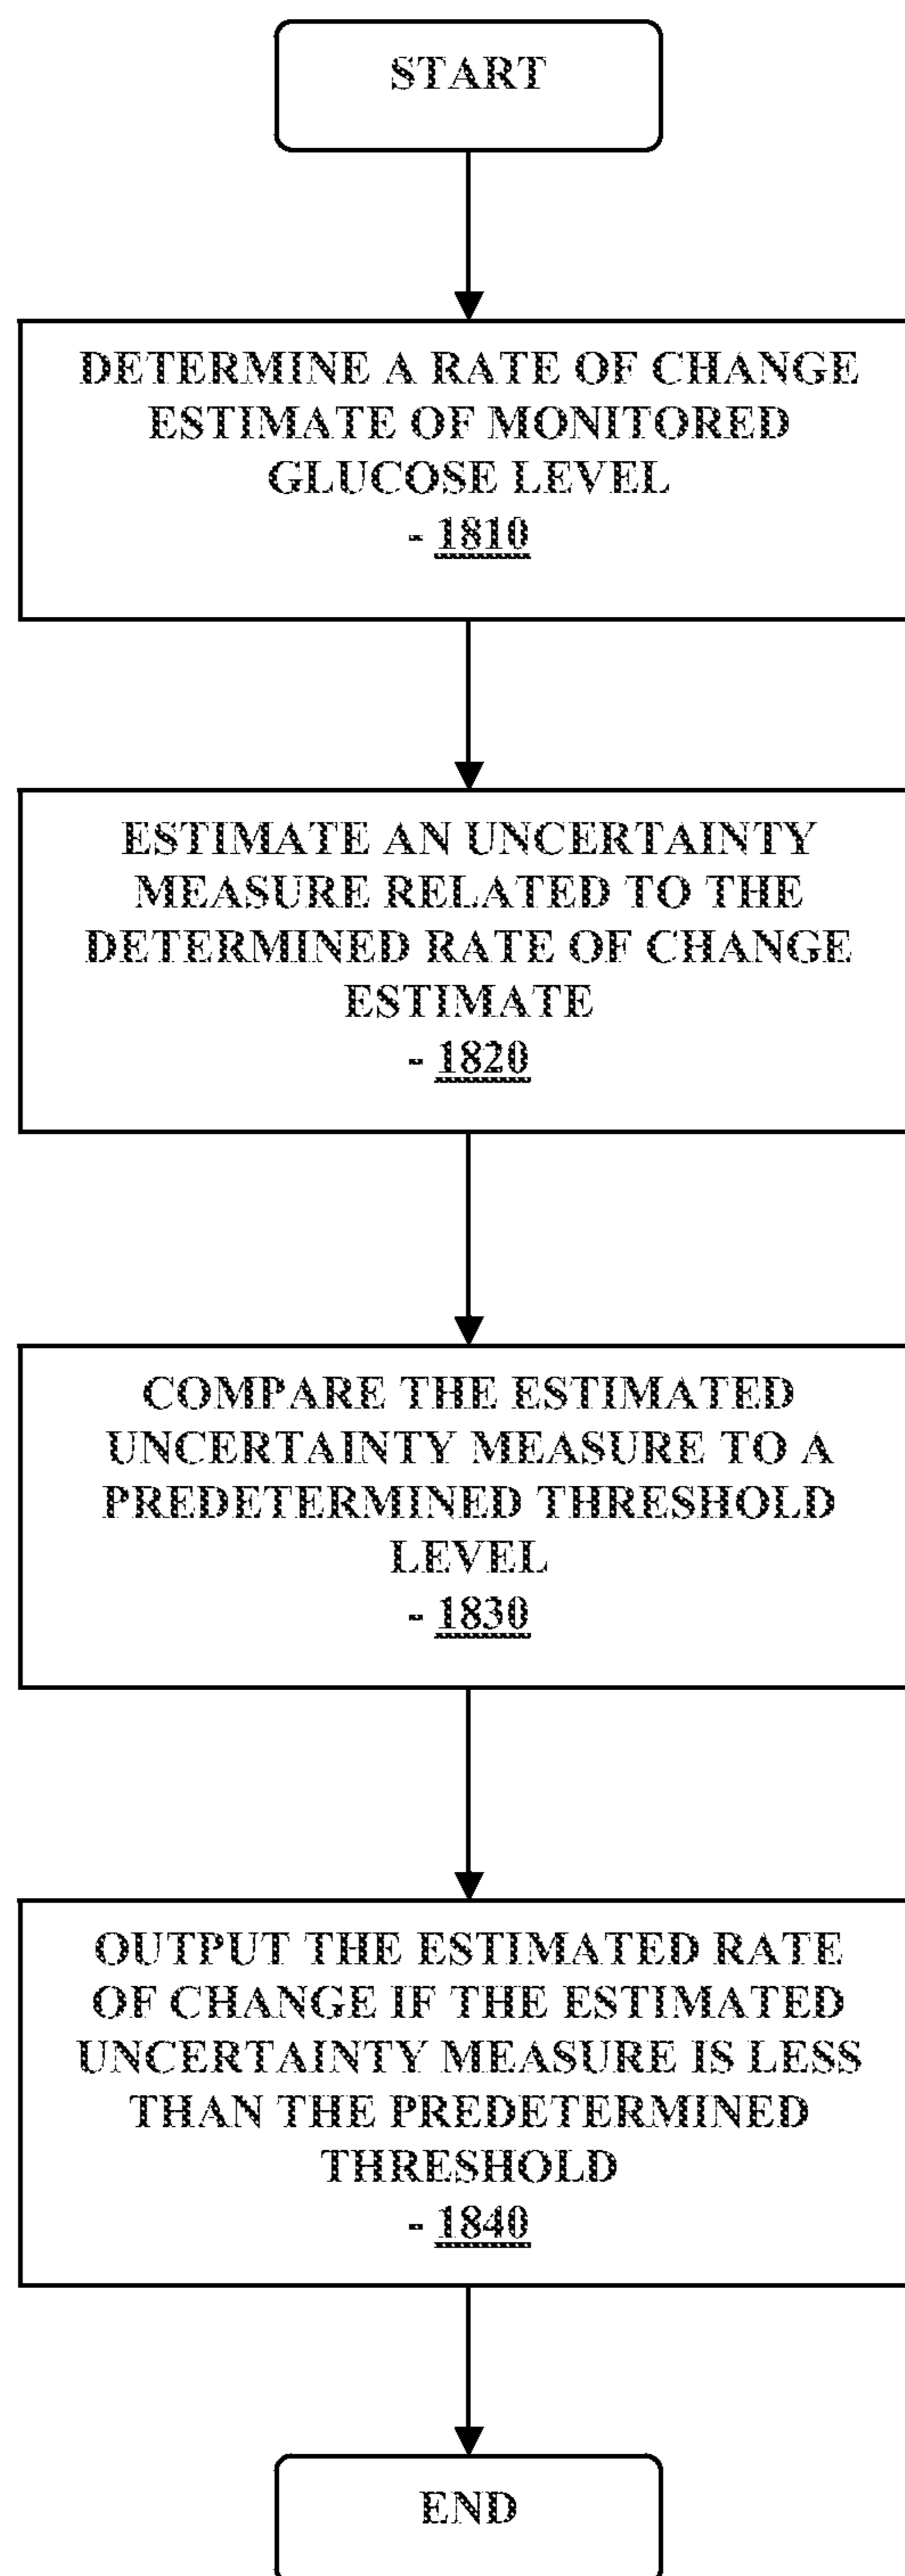 START
DETERMINE A RATE OF CHANGE
ESTIMATE OF MONITORED
GLUCOSE LEVEL
- 1810
ESTIMATE AN UNCERTAINTY
MEASURE RELATED TO THE
DETERMINED RATE OF CHANGE
ESTIMATE
- 1820
COMPARE THE ESTIMATED
UNCERTAINTY MEASURE TO A
PREDETERMINED THRESHOLD
LEVEL
- 1830
OUTPUT THE ESTIMATED RATE
OF CHANGE IF THE ESTIMATED
UNCERTAINTY MEASURE IS LESS
THAN THE PREDETERMINED
THRESHOLD
- 1840
END